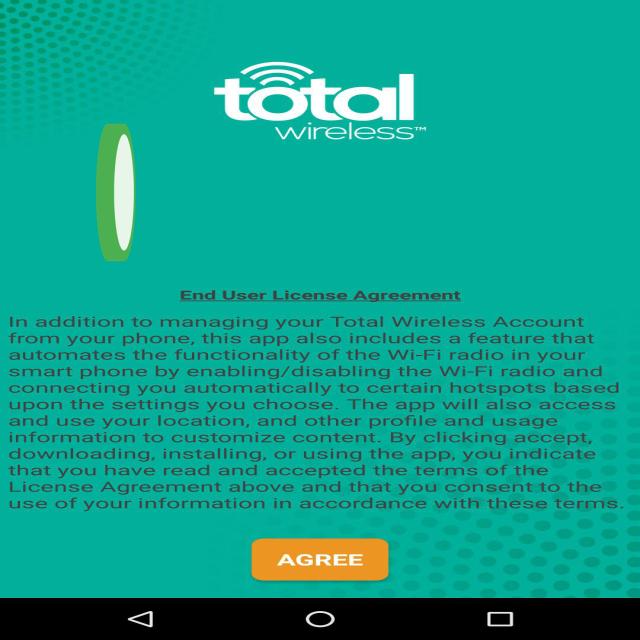 total
wireless™
End User License Agreement
In addition to managing your Total Wireless Account
from your phone, this app also includes a feature that
automates the functionality of the Wi-Fi radio in your
smart phone by enabling/disabling the Wi-Fi radio and
connecting you automatically to certain hotspots based
upon the settings you choose. The app will also access
and use your location, and other profile and usage
information to customize content. By clicking accept,
downloading, installing, or using the app, you indicate
that you have read and accepted the terms of the
License Agreement above and that you consent to the
use of your information in accordance with these terms.
AGREE